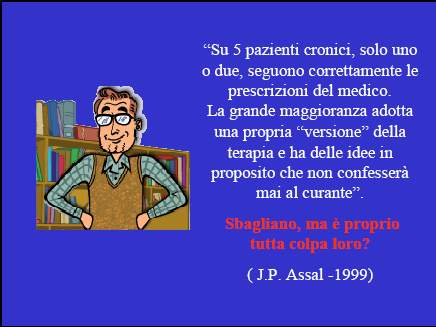 “Su 5 pazienti cronici, solo uno
o due, seguono correttamente le
prescrizioni del medico.
La grande maggioranza adotta
una propria “versione” della
terapia e ha delle idee in
proposito che non confesserà
mai al curante”.
Sbagliano, ma è proprio
tutta colpa loro?
( J.P. Assal -1999)